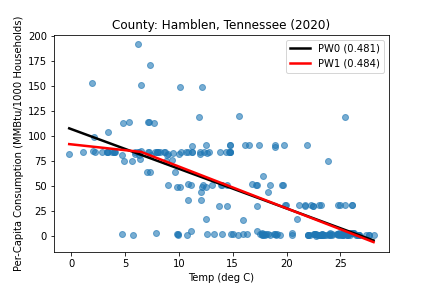 County: Hamblen, Tennessee (2020)
Per-Capita Consumption (MMBtu/1000 Households)
200
175
150
125
100
75
50
25
0
PW0 (0.481)
PW1 (0.484)
0 5 10 15 20 25
Temp (deg C)